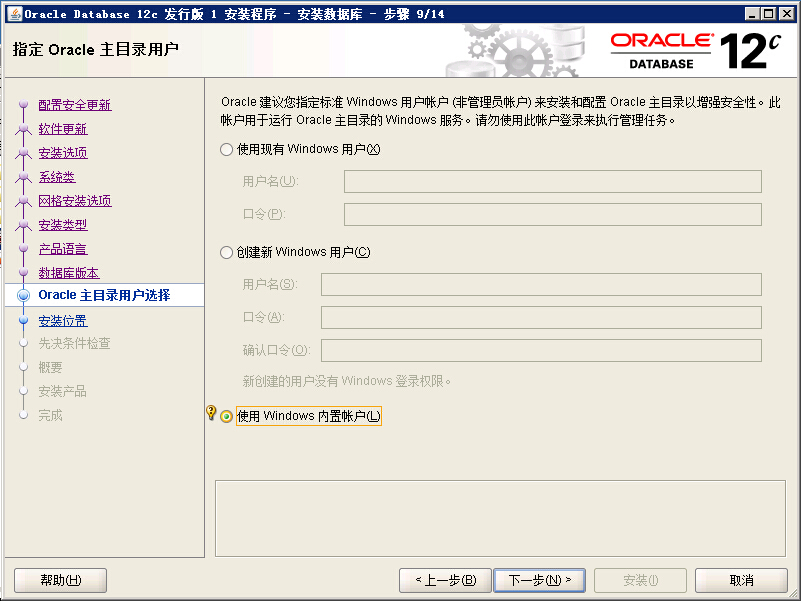 Oracle Database 12c 发行版 1 安装程序 - 安装数据库 - 步骤 9/14
指定 Oracle 主目录用户
ORACLE
DATABASE
12c
配置安全更新
软件更新
安装选项
系统类
网格安装选项
安装类型
产品语言
数据库版本
Oracle 主目录用户选择
安装位置
先决条件检查
概要
安装产品
完成
Oracle 建议您指定标准 Windows 用户帐户 (非管理员帐户) 来安装和配置 Oracle 主目录以增强安全性。此
帐户用于运行 Oracle 主目录的 Windows 服务。请勿使用此帐户登录来执行管理任务。
使用现有 Windows 用户(X)
用户名(U):
口令(P):
创建新 Windows 用户(C)
用户名(S):
口令(A):
确认口令(O):
新创建的用户没有 Windows 登录权限。
使用 Windows 内置帐户(L)
帮助(H)
< 上一步(B)
下一步(N) >
安装(I)
取消